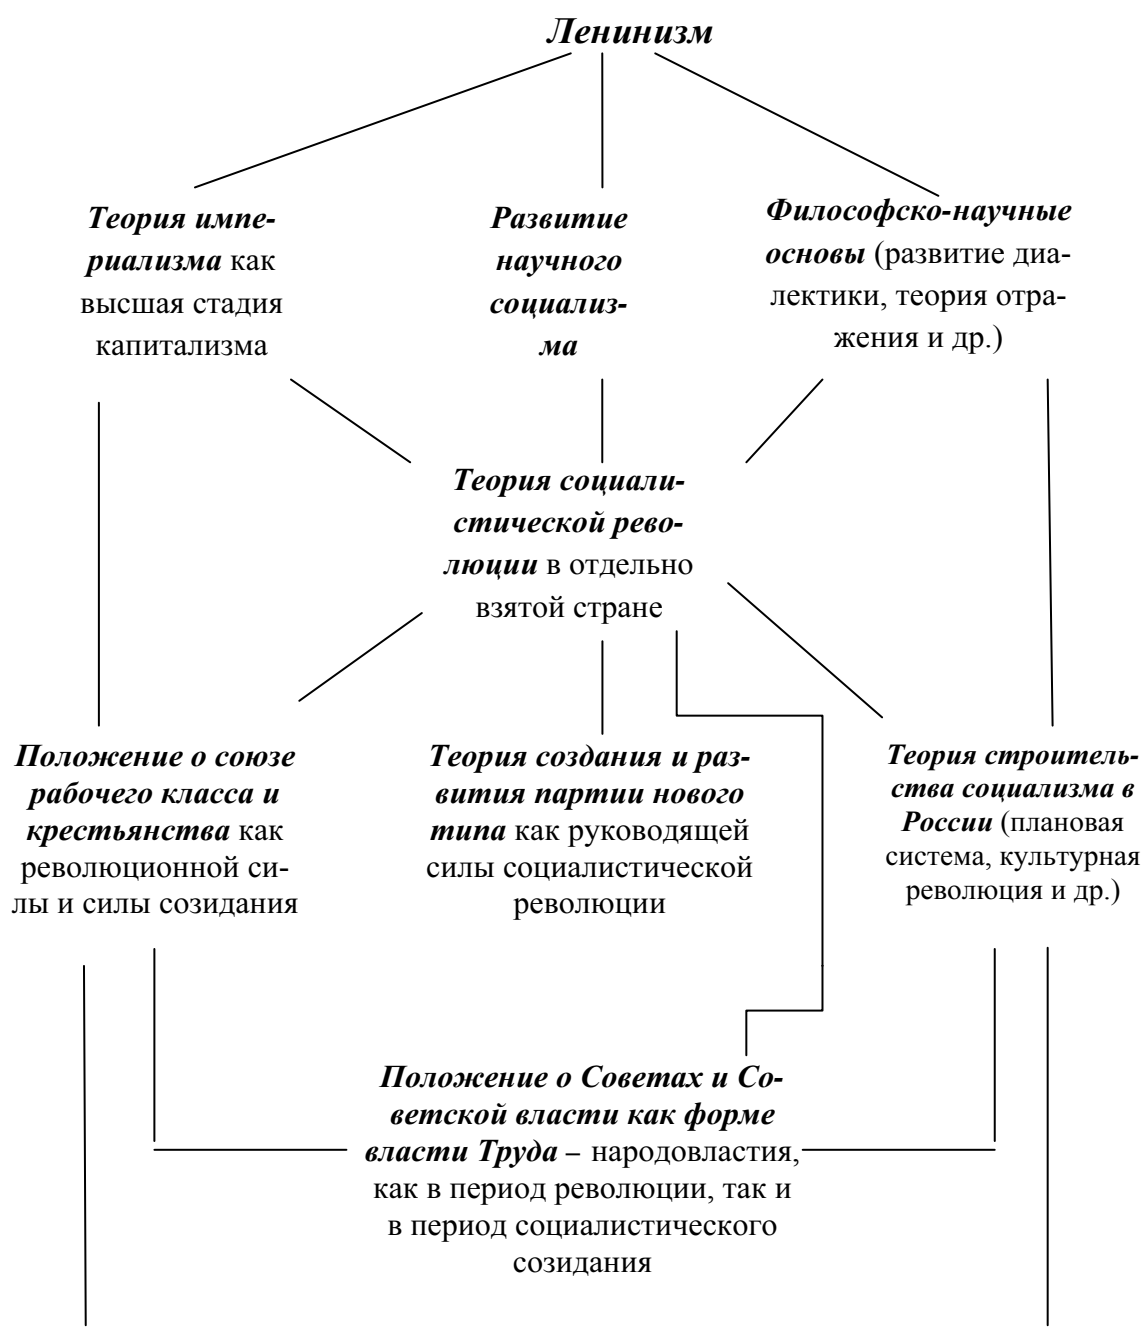 Ленинизм
Теория импе-
риализма как
высшая стадия
капитализма
Развитие
научного
социализ-
ма
Философско-научные
основы (развитие диа-
лектики, теория отра-
жения и др.)
Теория социали-
стической рево-
люции в отдельно
взятой стране
Положение о союзе
рабочего класса и
крестьянства как
революционной си-
лы и силы созидания
Теория создания и раз-
вития партии нового
типа как руководящей
силы социалистической
революции
Теория строитель-
ства социализма в
России (плановая
система, культурная
революция и др.)
Положение о Советах и Со-
ветской власти как форме
власти Труда – народовластия,
как в период революции, так и
в период социалистического
созидания